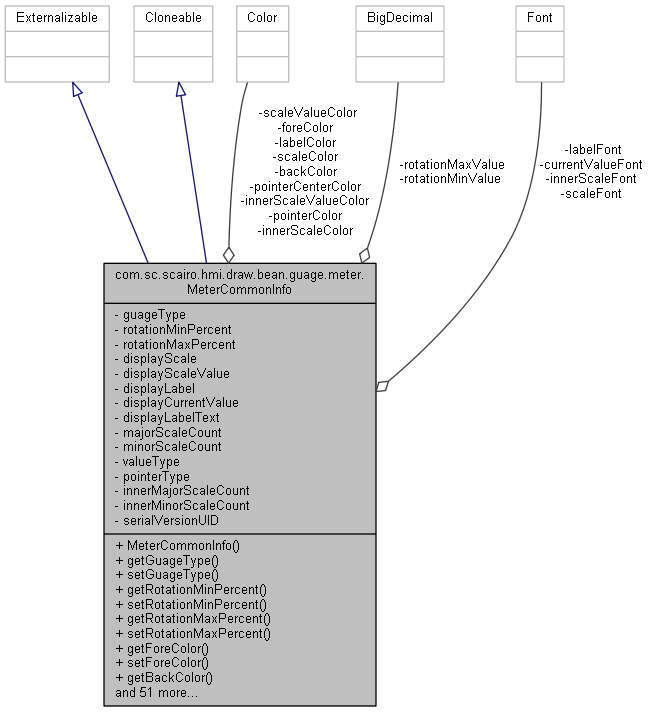 Externalizable
Cloneable
Color
BigDecimal
Font
-scaleValueColor
-foreColor
-labelColor
-scaleColor
-backColor
-pointerCenterColor
-innerScaleValueColor
-pointerColor
-innerScaleColor
-rotationMaxValue
-rotationMinValue
-labelFont
-currentValueFont
-innerScaleFont
-scaleFont
com.sc.scairo.hmi.draw.bean.guage.meter.
MeterCommonInfo
- guageType
- rotationMinPercent
- rotationMaxPercent
- displayScale
- displayScaleValue
- displayLabel
- displayCurrentValue
- displayLabelText
- majorScaleCount
- minorScaleCount
- valueType
- pointerType
- innerMajorScaleCount
- innerMinorScaleCount
- serialVersionUID
+ MeterCommonInfo()
+ getGuageType()
+ setGuageType()
+ getRotationMinPercent()
+ setRotationMinPercent()
+ getRotationMaxPercent()
+ setRotationMaxPercent()
+ getForeColor()
+ setForeColor()
+ getBackColor()
and 51 more...